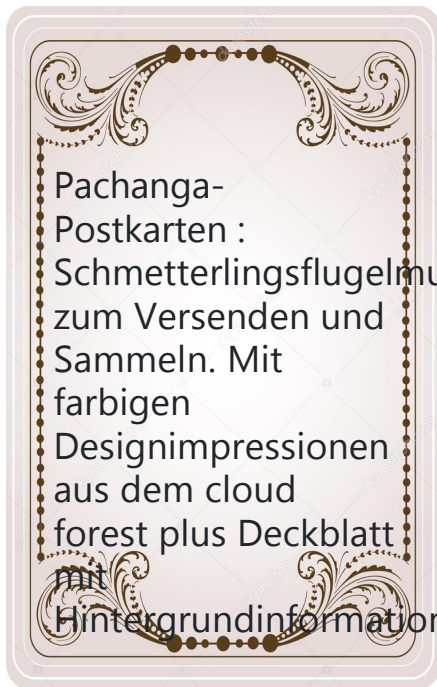 Pachanga-
Postkarten :
Schmetterlingsflugelmu
zum Versenden und
Sammeln. Mit
farbigen
Designimpressionen
aus dem cloud
forest plus Deckblatt
mit
Hintergrundinformation